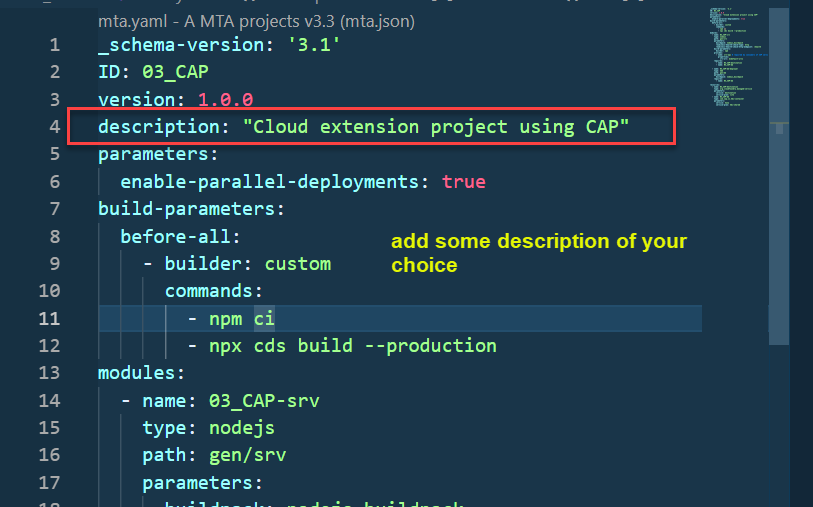 mta.yaml - A MTA projects v3.3 (mta.json)
1 _schema-version: '3.1'
2 ID: 03_CAP
3 version: 1.0.0
4 description: "Cloud extension project using CAP"
5 parameters:
6 enable-parallel-deployments: true
7 build-parameters:
8 before-all:
9 - builder: custom
10 commands:
11 - npm ci
12 - npx cds build --production
13 modules:
14 - name: 03_CAP-srv
15 type: nodejs
16 path: gen/srv
17 parameters:
18 buildpack: nodejs_buildpack
add some description of your
choice